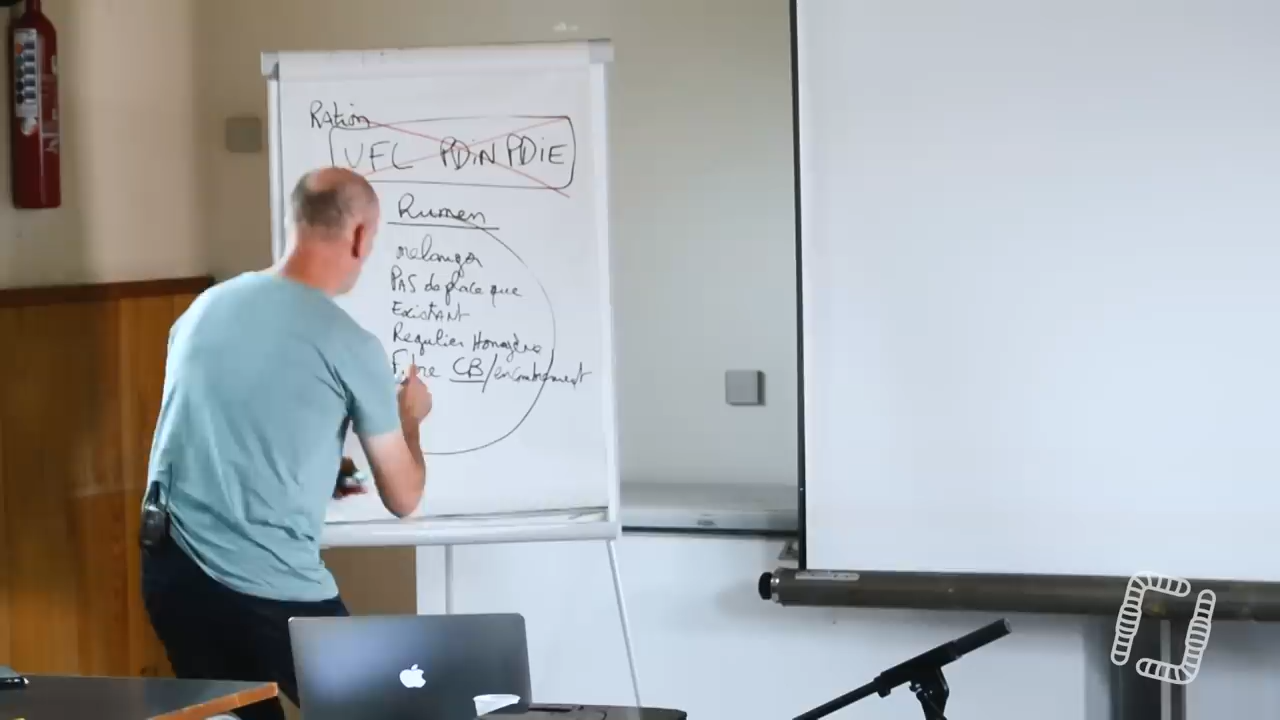 RAtion
UFL PDiN PDiE
Rumen
melanger
PAS de place que
ExistANt
Regulier Homogène
Fibre CB/encombrement